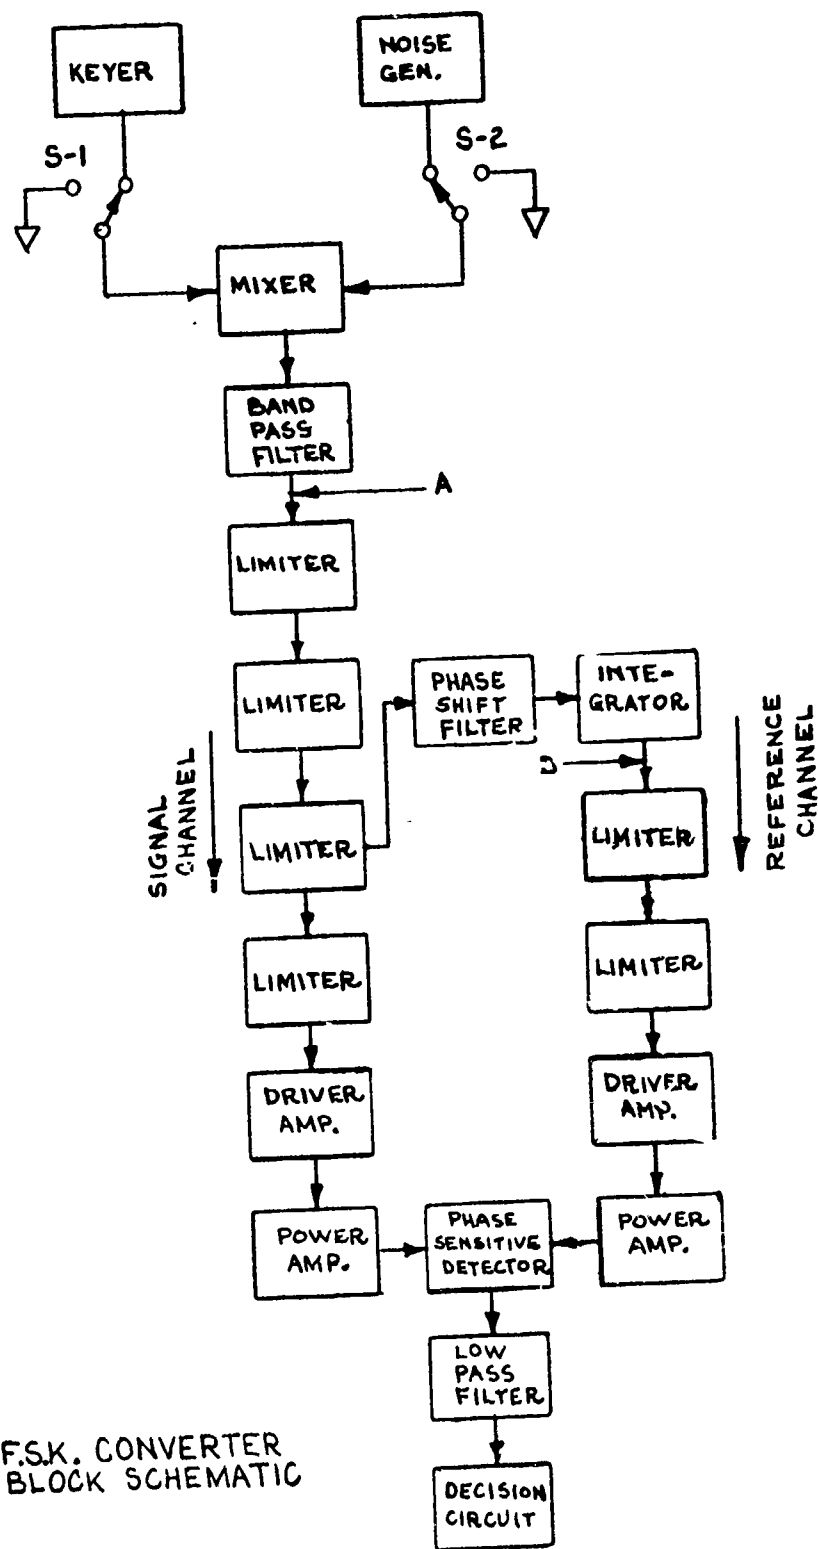 KEYER
NOISE
GEN.
S-1
S-2
MIXER
BAND
PASS
FILTER
A
LIMITER
LIMITER
PHASE
SHIFT
FILTER
INTE-
GRATOR
SIGNAL
CHANNEL
REFERENCE
CHANNEL
LIMITER
LIMITER
LIMITER
LIMITER
DRIVER
AMP.
DRIVER
AMP.
POWER
AMP.
PHASE
SENSITIVE
DETECTOR
POWER
AMP.
LOW
PASS
FILTER
F.S.K. CONVERTER
BLOCK SCHEMATIC
DECISION
CIRCUIT